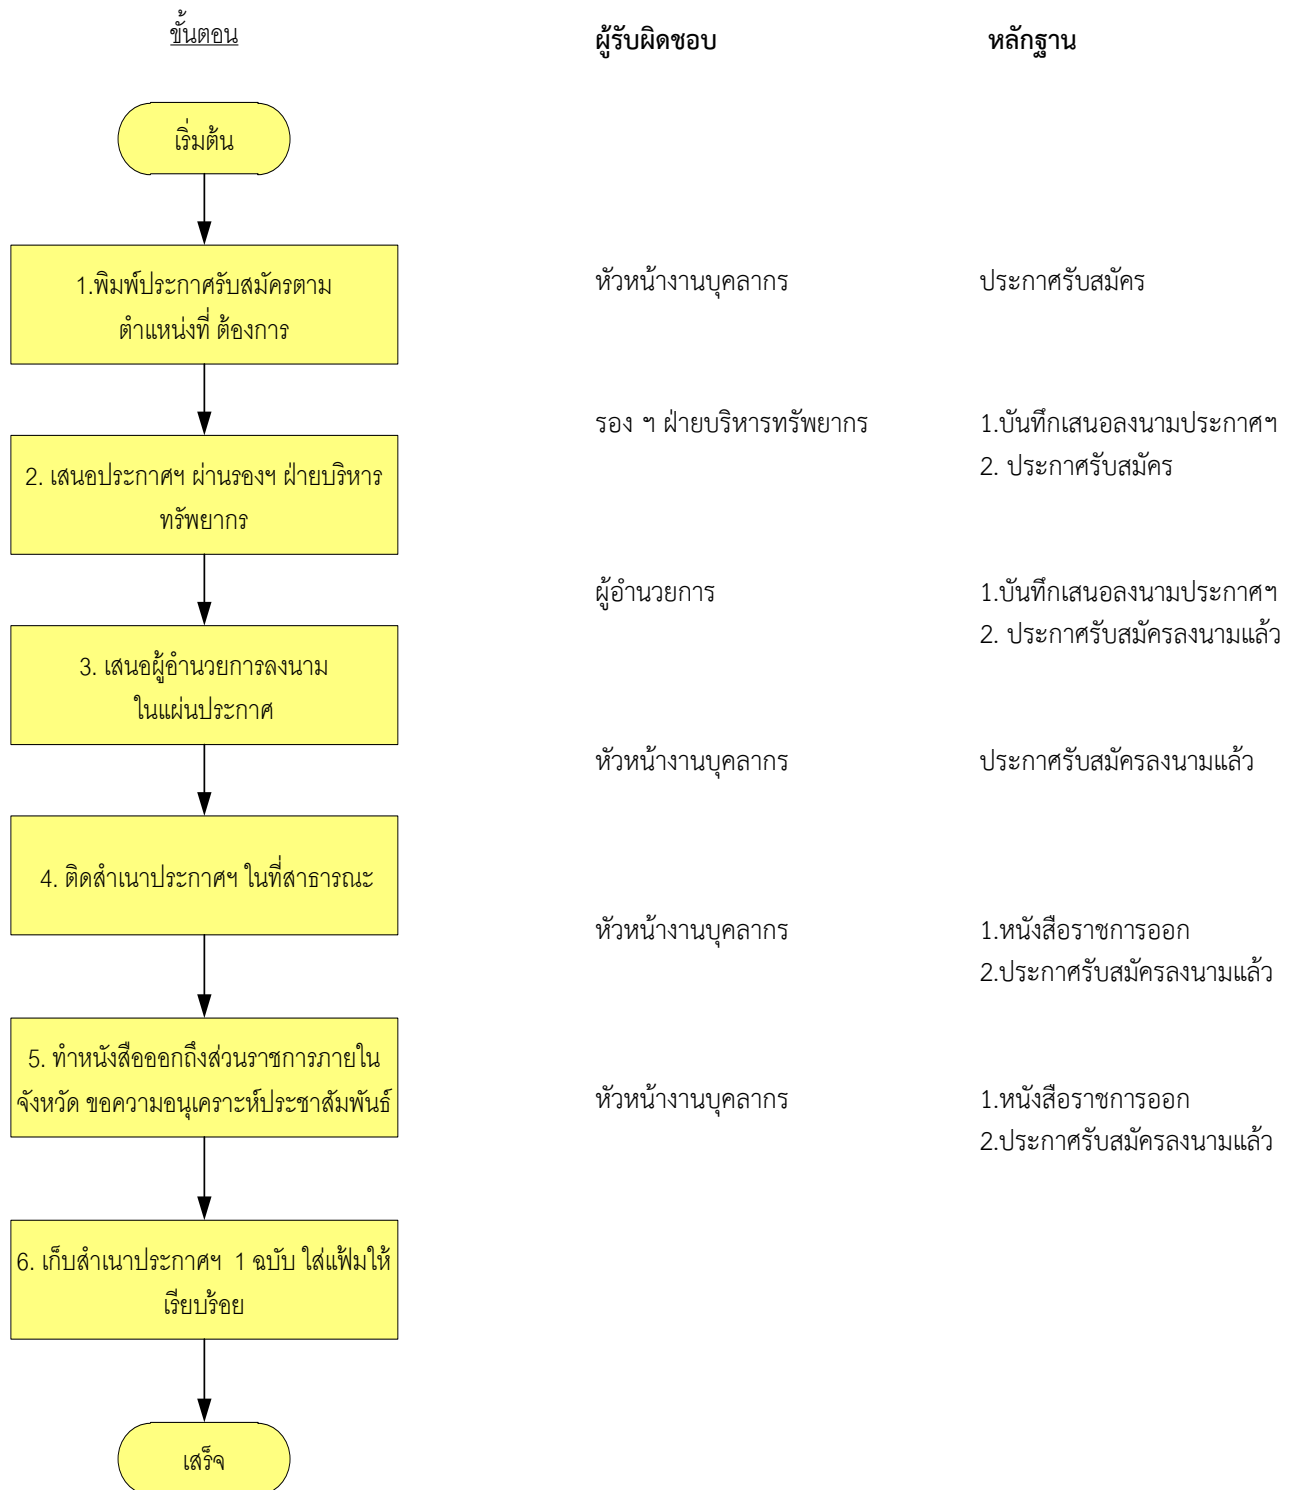 ขั้นตอน
ผู้รับผิดชอบ
หลักฐาน
เริ่มต้น
1.พิมพ์ประกาศรับสมัครตาม
ตำแหน่งที่ ต้องการ
หัวหน้างานบุคลากร
ประกาศรับสมัคร
2. เสนอประกาศฯ ผ่านรองฯ ฝ่ายบริหาร
ทรัพยากร
รอง ฯ ฝ่ายบริหารทรัพยากร
1.บันทึกเสนอลงนามประกาศฯ
2. ประกาศรับสมัคร
3. เสนอผู้อำนวยการลงนาม
ในแผ่นประกาศ
ผู้อำนวยการ
1.บันทึกเสนอลงนามประกาศฯ
2. ประกาศรับสมัครลงนามแล้ว
4. ติดสำเนาประกาศฯ ในที่สาธารณะ
หัวหน้างานบุคลากร
ประกาศรับสมัครลงนามแล้ว
5. ทำหนังสือออกถึงส่วนราชการภายใน
จังหวัด ขอความอนุเคราะห์ประชาสัมพันธ์
หัวหน้างานบุคลากร
1.หนังสือราชการออก
2.ประกาศรับสมัครลงนามแล้ว
6. เก็บสำเนาประกาศฯ 1 ฉบับ ใส่แฟ้มให้
เรียบร้อย
หัวหน้างานบุคลากร
1.หนังสือราชการออก
2.ประกาศรับสมัครลงนามแล้ว
เสร็จ